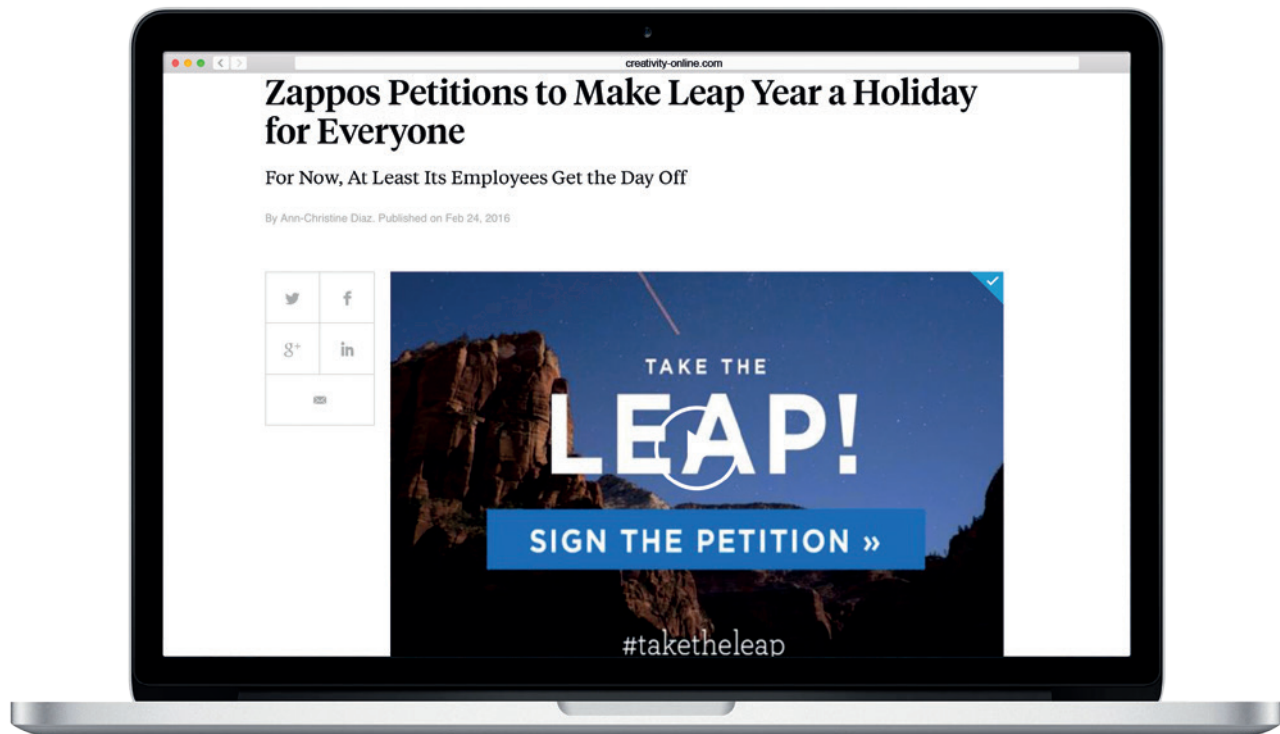 creativity-online.com
Zappos Petitions to Make Leap Year a Holiday
for Everyone
For Now, At Least Its Employees Get the Day Off
By Ann-Christine Diaz. Published on Feb 24, 2016
f
g+
in
TAKE THE
LEAP!
SIGN THE PETITION »
#taketheleap